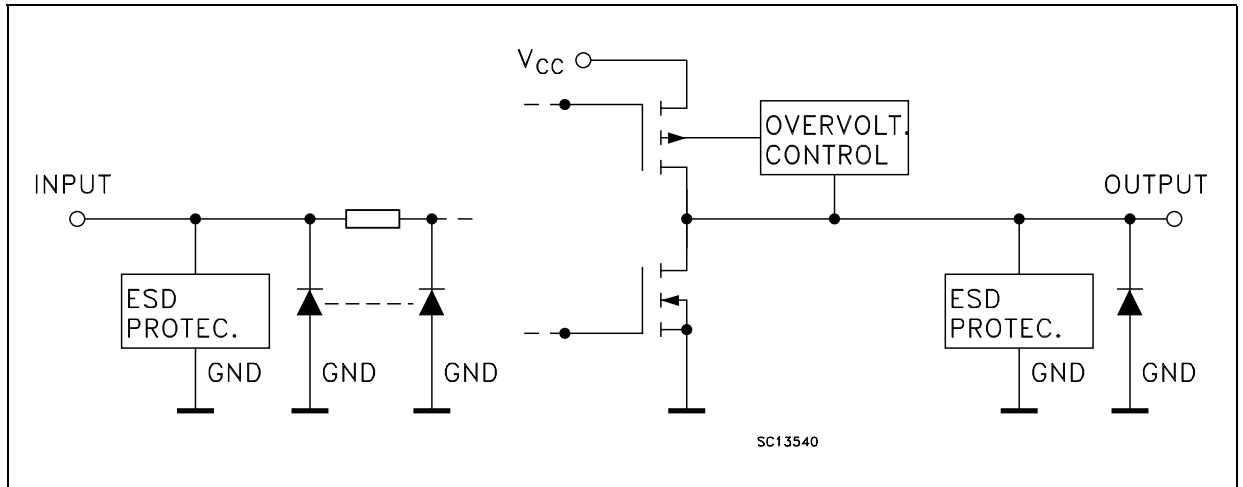 VCC
OVERVOLT.
CONTROL
INPUT
OUTPUT
ESD
PROTEC.
ESD
PROTEC.
GND
GND
GND
GND
GND
SC13540